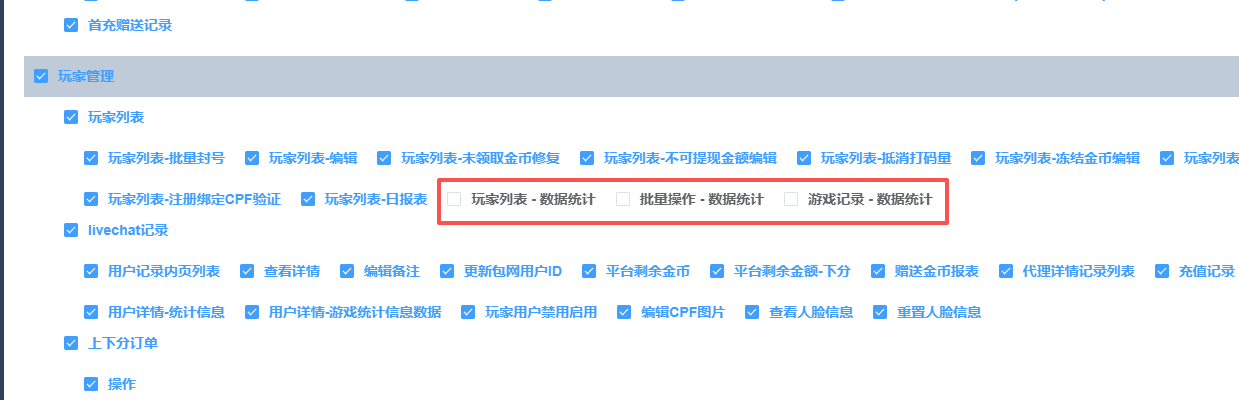 首充赠送记录
玩家管理
玩家列表
玩家列表-批量封号 玩家列表-编辑 玩家列表-未领取金币修复 玩家列表-不可提现金额编辑 玩家列表-抵消打码量 玩家列表-冻结金币编辑 玩家列表
玩家列表-注册绑定CPF验证 玩家列表-日报表 玩家列表 - 数据统计 批量操作 - 数据统计 游戏记录 - 数据统计
livechat记录
用户记录内页列表 查看详情 编辑备注 更新包网用户ID 平台剩余金币 平台剩余金额-下分 赠送金币报表 代理详情记录列表 充值记录
用户详情-统计信息 用户详情-游戏统计信息数据 玩家用户禁用启用 编辑CPF图片 查看人脸信息 重置人脸信息
上下分订单
操作